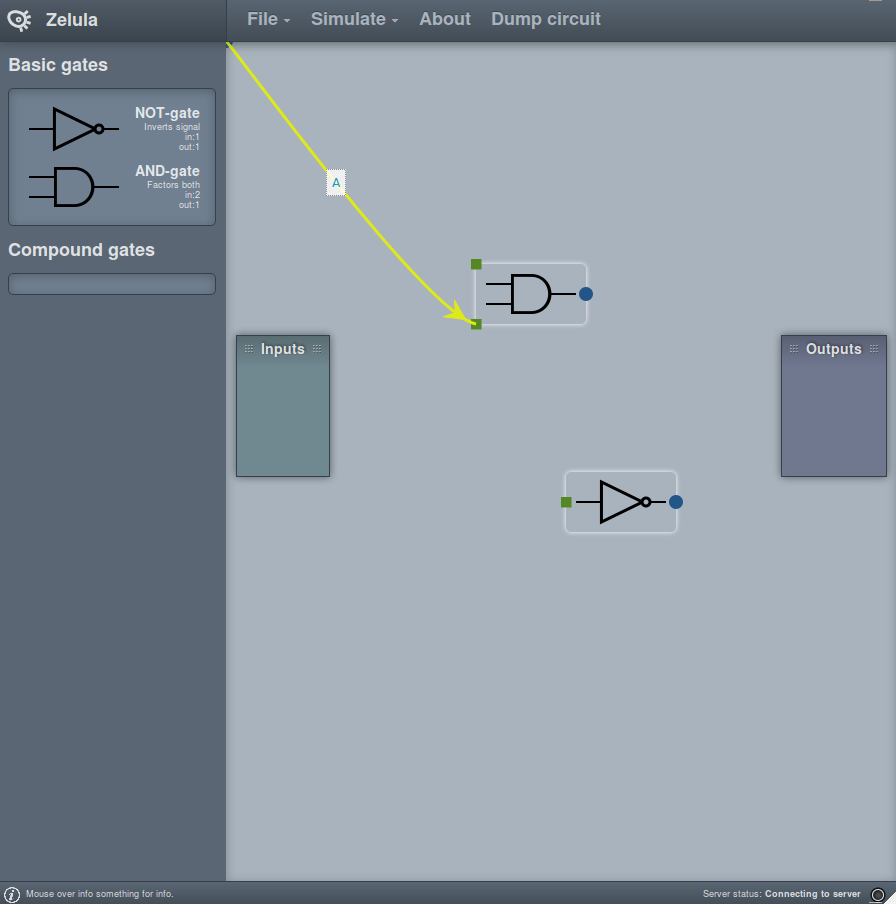 Zelula
File
Simulate
About
Dump circuit
Basic gates
NOT-gate
Inverts signal
in:1
out:1
AND-gate
Factors both
in:2
out:1
Compound gates
A
Inputs
Outputs
Mouse over info something for info.
Server status: Connecting to server